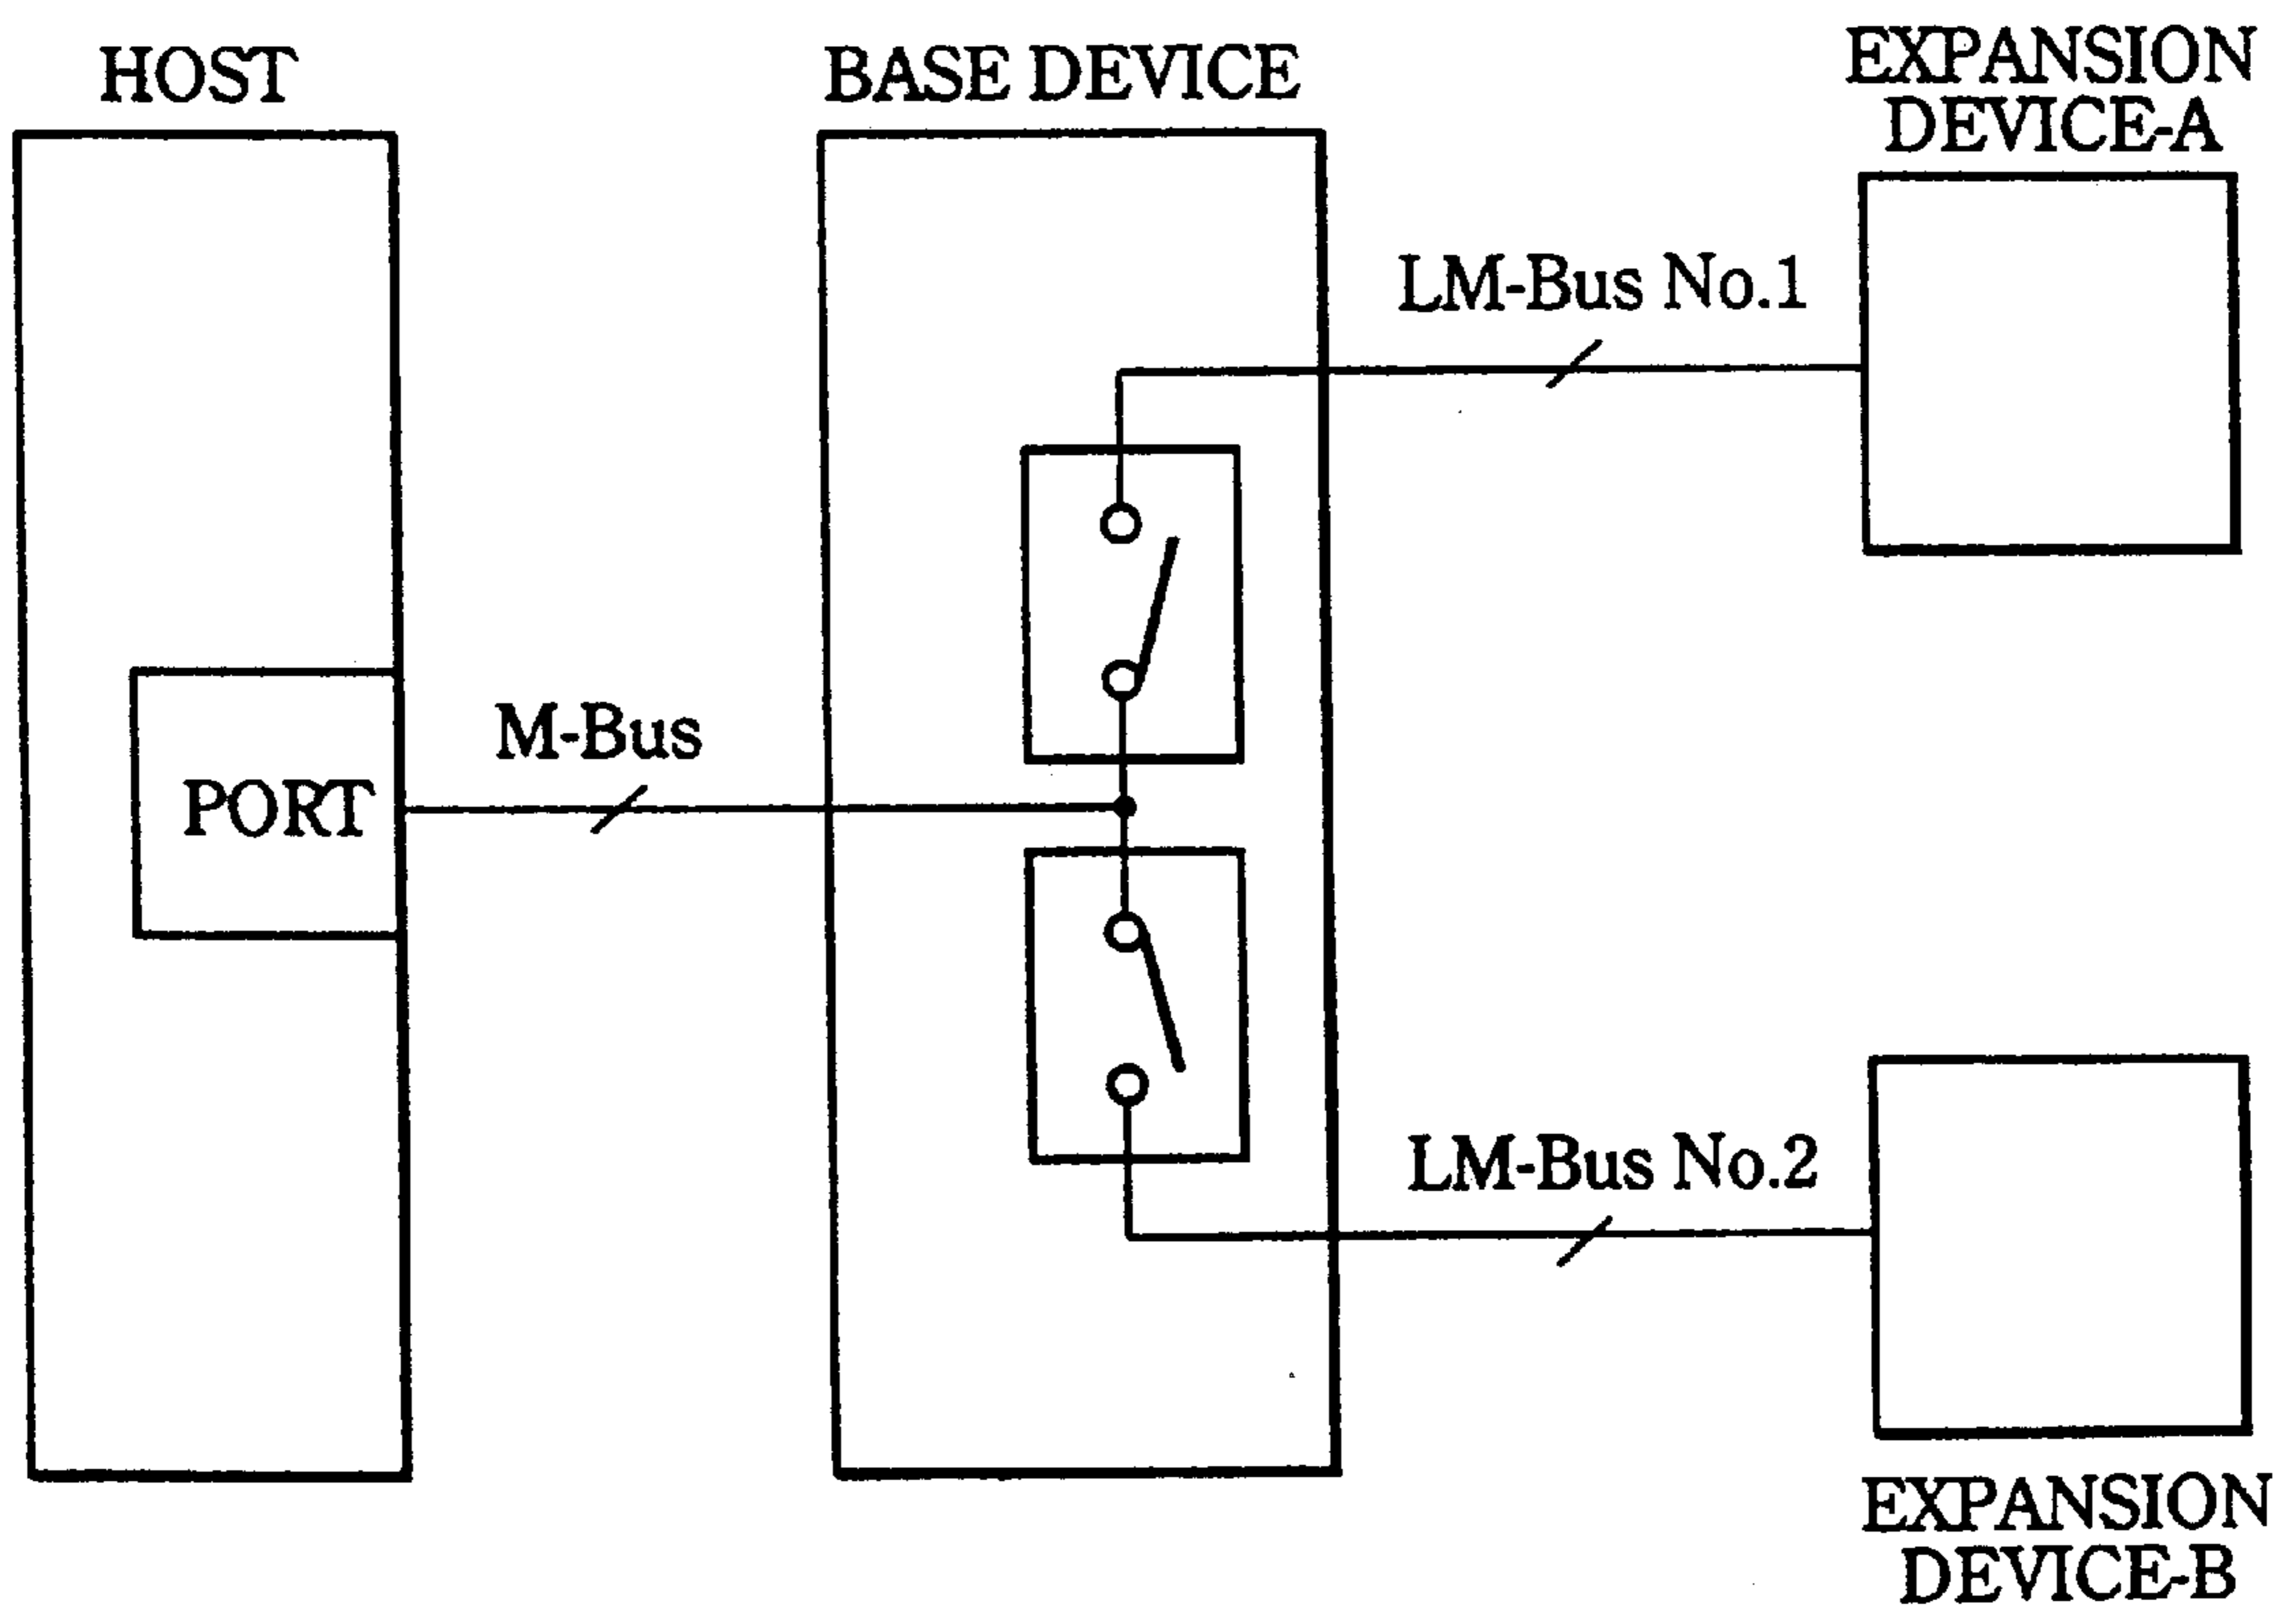 HOST
BASE DEVICE
EXPANSION
DEVICE-A
LM-Bus No.1
M-Bus
PORT
LM-Bus No.2
EXPANSION
DEVICE-B